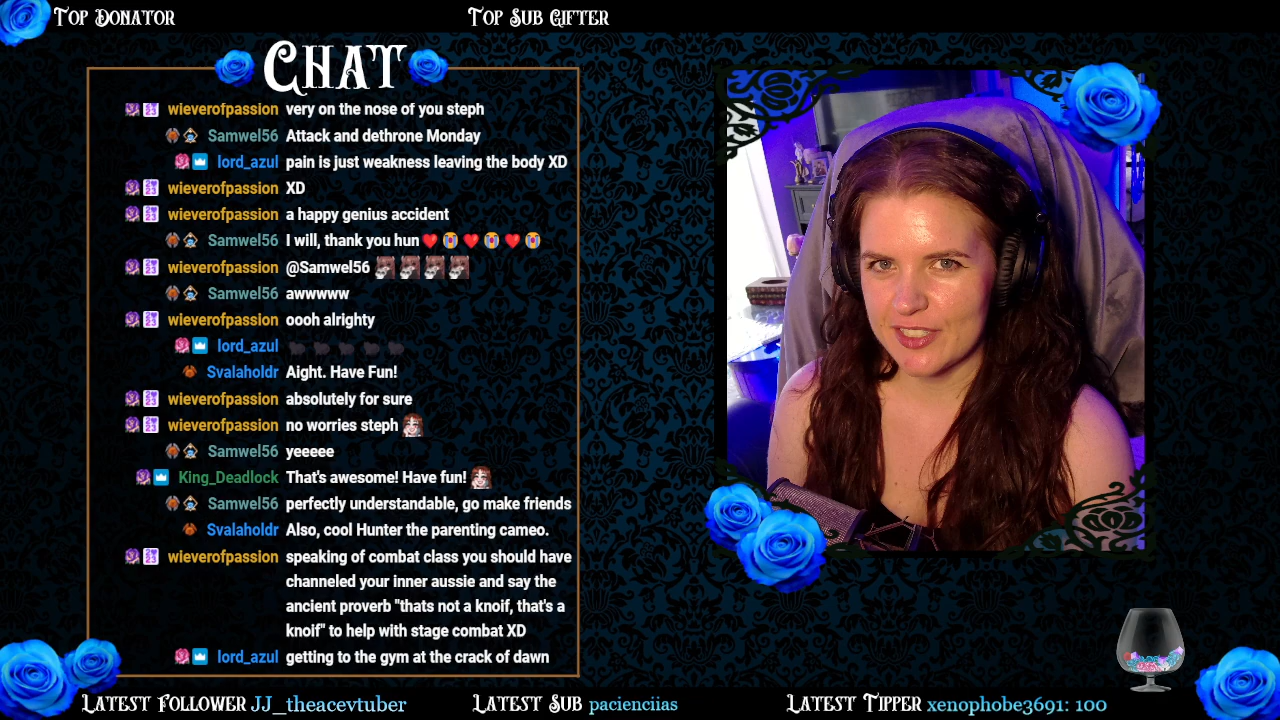 Top Donator
Top Sub Gifter
Chat
wieverofpassion very on the nose of you steph
Samwel56 Attack and dethrone Monday
lord_azul pain is just weakness leaving the body XD
wieverofpassion XD
wieverofpassion a happy genius accident
Samwel56 I will, thank you hun
wieverofpassion @Samwel56
Samwel56 awwwww
wieverofpassion oooh alrighty
lord_azul
Svalaholdr Aight. Have Fun!
wieverofpassion absolutely for sure
wieverofpassion no worries steph
Samwel56 yeeeee
King_Deadlock That's awesome! Have fun!
Samwel56 perfectly understandable, go make friends
Svalaholdr Also, cool Hunter the parenting cameo.
wieverofpassion speaking of combat class you should have
channeled your inner aussie and say the
ancient proverb "thats not a knoif, that's a
knoif" to help with stage combat XD
lord_azul getting to the gym at the crack of dawn
Latest Follower JJ_theacevtuber
Latest Sub pacienciias
Latest Tipper xenophobe3691: 100